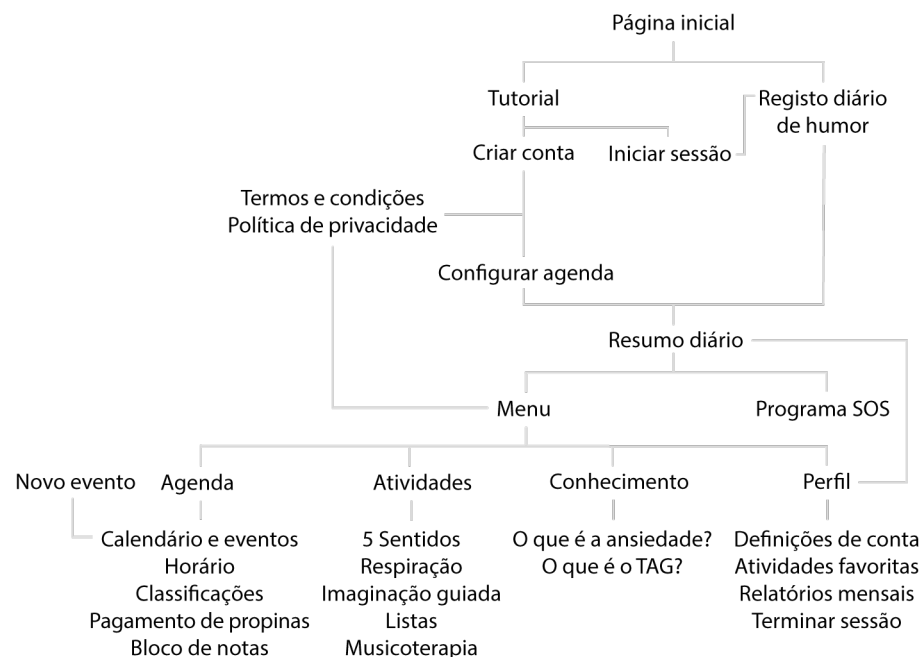 Página inicial
Tutorial
Registo diário
de humor
Criar conta
Iniciar sessão
Termos e condições
Política de privacidade
Configurar agenda
Resumo diário
Menu
Programa SOS
Novo evento
Agenda
Atividades
Conhecimento
Perfil
Calendário e eventos
Horário
Classificações
Pagamento de propinas
Bloco de notas
5 Sentidos
Respiração
Imaginação guiada
Listas
Musicoterapia
O que é a ansiedade?
O que é o TAG?
Definições de conta
Atividades favoritas
Relatórios mensais
Terminar sessão